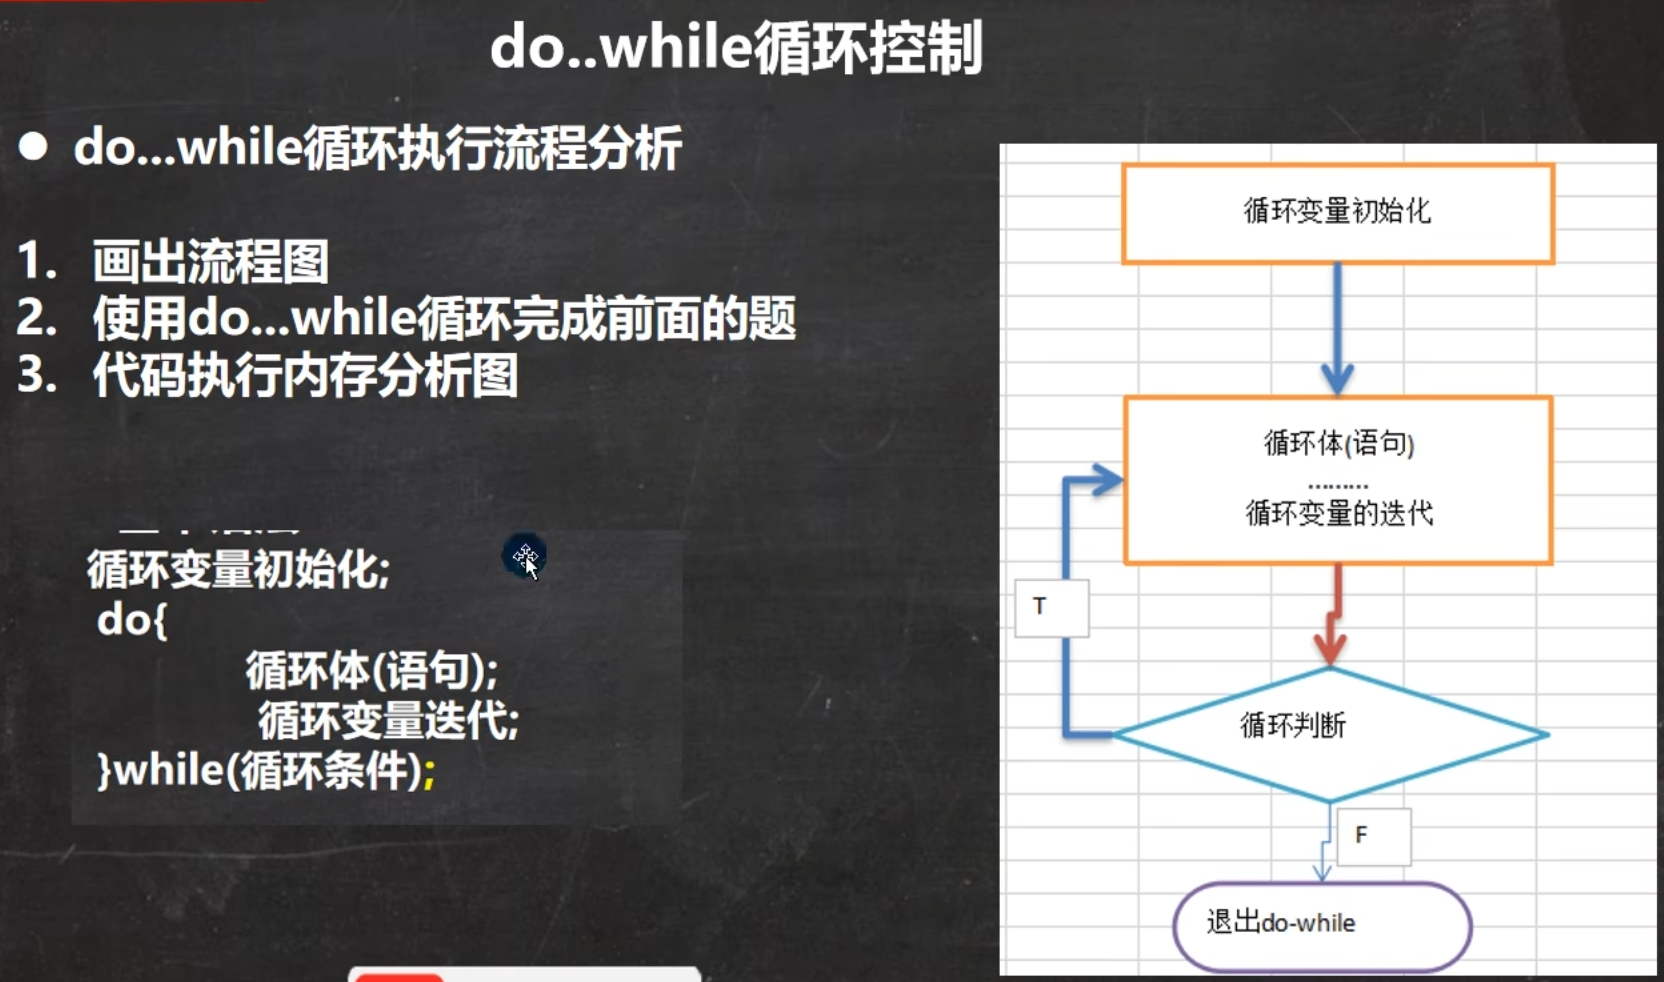 do..while循环控制
● do...while循环执行流程分析
1. 画出流程图
2. 使用do...while循环完成前面的题
3. 代码执行内存分析图
循环变量初始化;
do{
循环体(语句);
循环变量迭代;
}while(循环条件);
循环变量初始化
循环体(语句)
.........
循环变量的迭代
T
循环判断
F
退出do-while